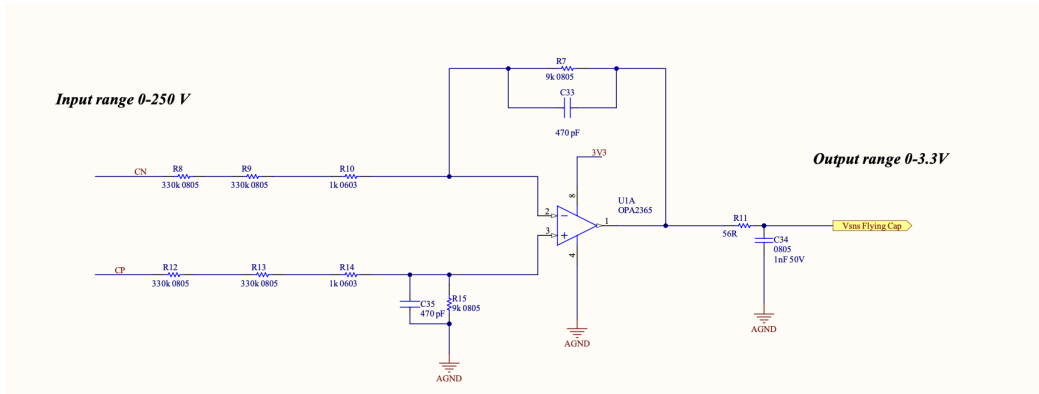 R7
9k 0805
Input range 0-250 V
C33
470 pF
3V3
Output range 0-3.3V
CN
R8
R9
R10
330k 0805
330k 0805
1k 0603
8
U1A
OPA2365
2
1
3
R11
56R
Vsns Flying Cap
C34
0805
1nF 50V
4
CP
R12
R13
R14
330k 0805
330k 0805
1k 0603
C35
470 pF
R15
9k 0805
AGND
AGND
AGND